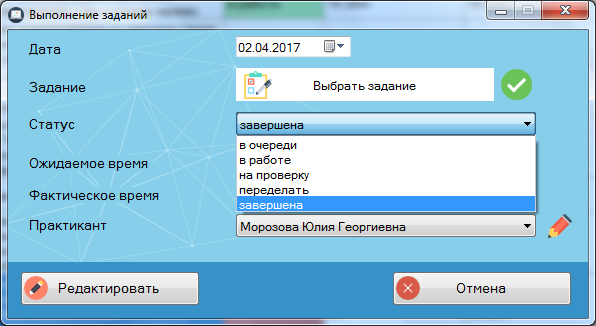 Выполнение заданий
Дата
02.04.2017
Задание
Выбрать задание
Статус
завершена
в очереди
в работе
на проверку
переделать
завершена
Ожидаемое время
Фактическое время
Практикант
Морозова Юлия Георгиевна
Редактировать
Отмена